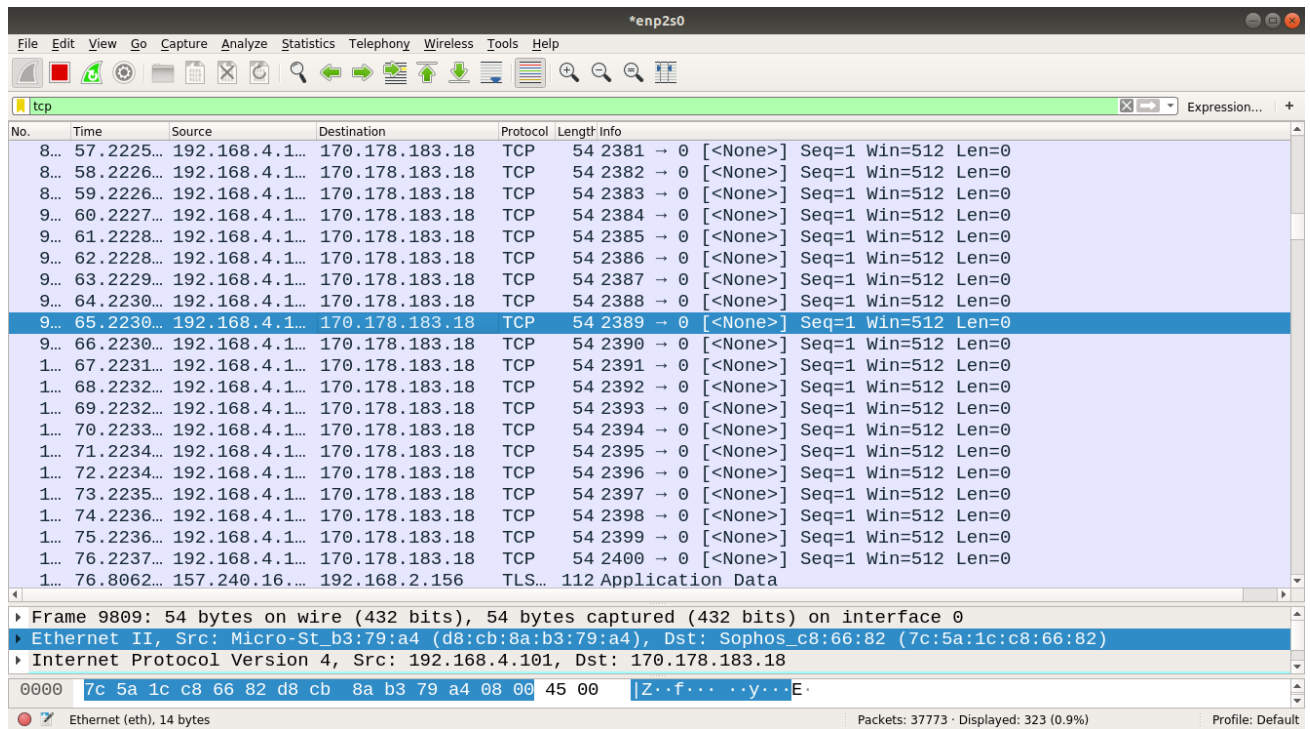 *enp2s0
File Edit View Go Capture Analyze Statistics Telephony Wireless Tools Help
tcp Expression... +
No. Time Source Destination Protocol Length Info
8… 57.2225… 192.168.4.1… 170.178.183.18 TCP 54 2381 → 0 [<None>] Seq=1 Win=512 Len=0
8… 58.2226… 192.168.4.1… 170.178.183.18 TCP 54 2382 → 0 [<None>] Seq=1 Win=512 Len=0
8… 59.2226… 192.168.4.1… 170.178.183.18 TCP 54 2383 → 0 [<None>] Seq=1 Win=512 Len=0
9… 60.2227… 192.168.4.1… 170.178.183.18 TCP 54 2384 → 0 [<None>] Seq=1 Win=512 Len=0
9… 61.2228… 192.168.4.1… 170.178.183.18 TCP 54 2385 → 0 [<None>] Seq=1 Win=512 Len=0
9… 62.2228… 192.168.4.1… 170.178.183.18 TCP 54 2386 → 0 [<None>] Seq=1 Win=512 Len=0
9… 63.2229… 192.168.4.1… 170.178.183.18 TCP 54 2387 → 0 [<None>] Seq=1 Win=512 Len=0
9… 64.2230… 192.168.4.1… 170.178.183.18 TCP 54 2388 → 0 [<None>] Seq=1 Win=512 Len=0
9… 65.2230… 192.168.4.1… 170.178.183.18 TCP 54 2389 → 0 [<None>] Seq=1 Win=512 Len=0
9… 66.2230… 192.168.4.1… 170.178.183.18 TCP 54 2390 → 0 [<None>] Seq=1 Win=512 Len=0
1… 67.2231… 192.168.4.1… 170.178.183.18 TCP 54 2391 → 0 [<None>] Seq=1 Win=512 Len=0
1… 68.2232… 192.168.4.1… 170.178.183.18 TCP 54 2392 → 0 [<None>] Seq=1 Win=512 Len=0
1… 69.2232… 192.168.4.1… 170.178.183.18 TCP 54 2393 → 0 [<None>] Seq=1 Win=512 Len=0
1… 70.2233… 192.168.4.1… 170.178.183.18 TCP 54 2394 → 0 [<None>] Seq=1 Win=512 Len=0
1… 71.2234… 192.168.4.1… 170.178.183.18 TCP 54 2395 → 0 [<None>] Seq=1 Win=512 Len=0
1… 72.2234… 192.168.4.1… 170.178.183.18 TCP 54 2396 → 0 [<None>] Seq=1 Win=512 Len=0
1… 73.2235… 192.168.4.1… 170.178.183.18 TCP 54 2397 → 0 [<None>] Seq=1 Win=512 Len=0
1… 74.2236… 192.168.4.1… 170.178.183.18 TCP 54 2398 → 0 [<None>] Seq=1 Win=512 Len=0
1… 75.2236… 192.168.4.1… 170.178.183.18 TCP 54 2399 → 0 [<None>] Seq=1 Win=512 Len=0
1… 76.2237… 192.168.4.1… 170.178.183.18 TCP 54 2400 → 0 [<None>] Seq=1 Win=512 Len=0
1… 76.8062… 157.240.16.… 192.168.2.156 TLS… 112 Application Data
Frame 9809: 54 bytes on wire (432 bits), 54 bytes captured (432 bits) on interface 0
Ethernet II, Src: Micro-St_b3:79:a4 (d8:cb:8a:b3:79:a4), Dst: Sophos_c8:66:82 (7c:5a:1c:c8:66:82)
Internet Protocol Version 4, Src: 192.168.4.101, Dst: 170.178.183.18
0000 7c 5a 1c c8 66 82 d8 cb 8a b3 79 a4 08 00 45 00 |Z··f··· ··y···E·
Ethernet (eth), 14 bytes Packets: 37773 · Displayed: 323 (0.9%) Profile: Default